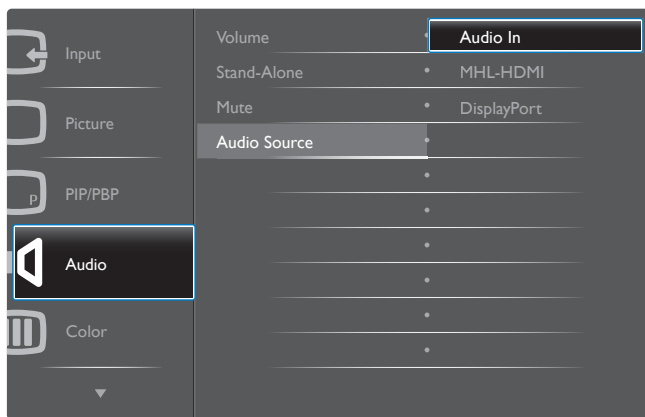 Input
Picture
P
PIP/PBP
Audio
Color
Volume
Stand-Alone
Mute
Audio Source
Audio In
MHL-HDMI
DisplayPort